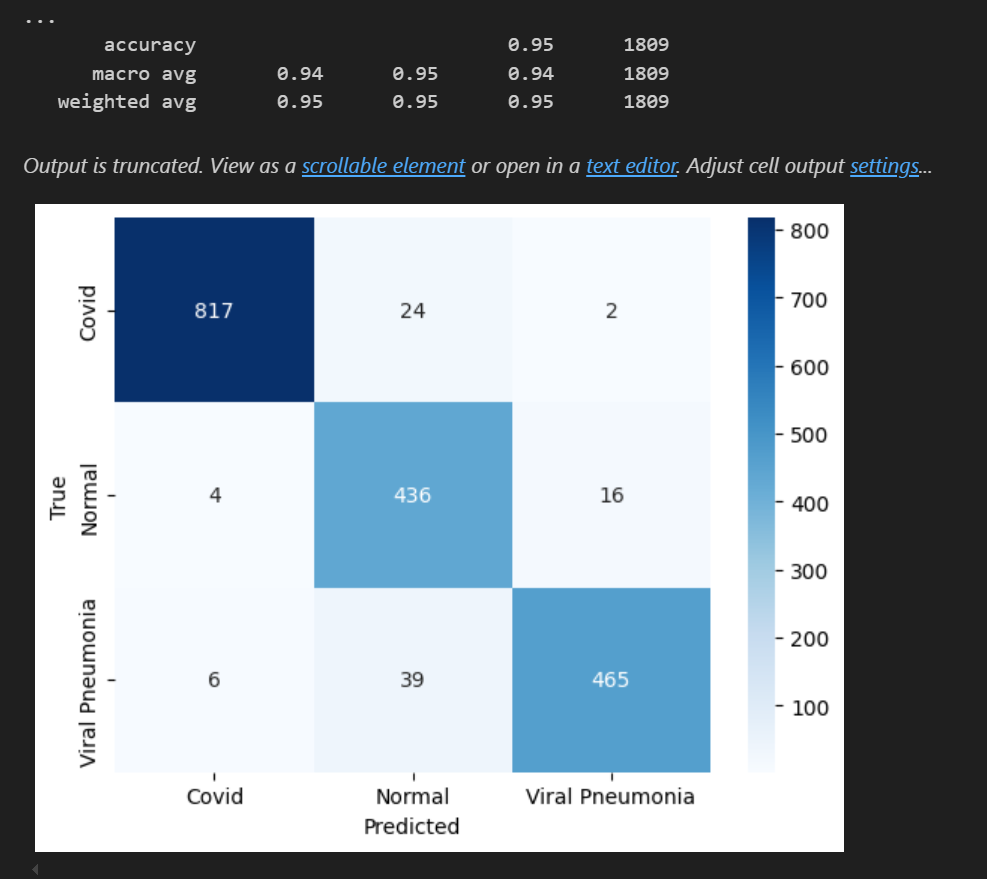 ...
accuracy 0.95 1809
macro avg 0.94 0.95 0.94 1809
weighted avg 0.95 0.95 0.95 1809
Output is truncated. View as a scrollable element or open in a text editor. Adjust cell output settings...
Covid 817 24 2
True
Normal 4 436 16
Viral Pneumonia 6 39 465
Covid Normal Viral Pneumonia
Predicted
800
700
600
500
400
300
200
100